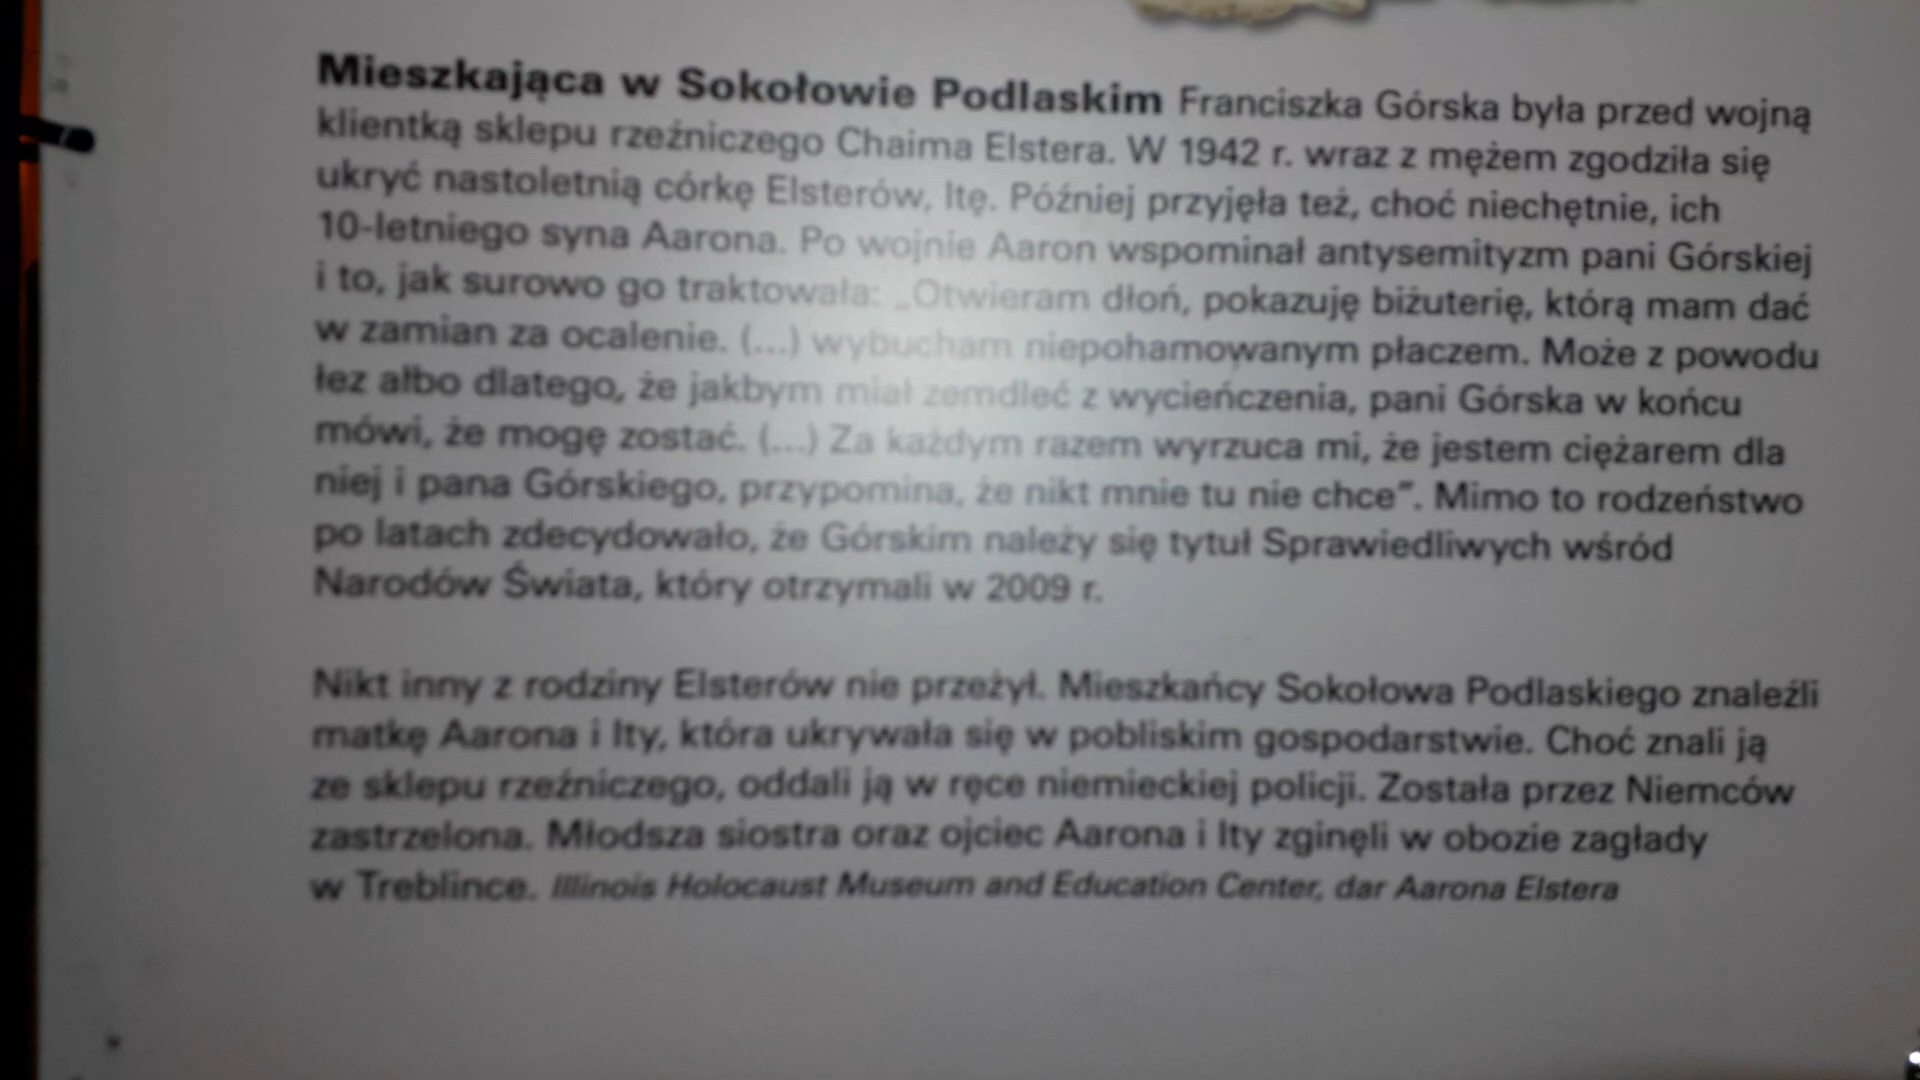 Mieszkająca w Sokołowie Podlaskim Franciszka Górska była przed wojną
klientką sklepu rzeźniczego Chaima Elstera. W 1942 r. wraz z mężem zgodziła się
ukryć nastoletnią córkę Elsterów, Itę. Później przyjęła też, choć niechętnie, ich
10-letniego syna Aarona. Po wojnie Aaron wspominał antysemityzm pani Górskiej
i to, jak surowo go traktowała: „Otwieram dłoń, pokazuję biżuterię, którą mam dać
w zamian za ocalenie. (...) wybucham niepohamowanym płaczem. Może z powodu
łez albo dlatego, że jakbym miał zemdleć z wycieńczenia, pani Górska w końcu
mówi, że mogę zostać. (...) Za każdym razem wyrzuca mi, że jestem ciężarem dla
niej i pana Górskiego, przypomina, że nikt mnie tu nie chce”. Mimo to rodzeństwo
po latach zdecydowało, że Górskim należy się tytuł Sprawiedliwych wśród
Narodów Świata, który otrzymali w 2009 r.
Nikt inny z rodziny Elsterów nie przeżył. Mieszkańcy Sokołowa Podlaskiego znaleźli
matkę Aarona i Ity, która ukrywała się w pobliskim gospodarstwie. Choć znali ją
ze sklepu rzeźniczego, oddali ją w ręce niemieckiej policji. Została przez Niemców
zastrzelona. Młodsza siostra oraz ojciec Aarona i Ity zginęli w obozie zagłady
w Treblince. Illinois Holocaust Museum and Education Center, dar Aarona Elstera